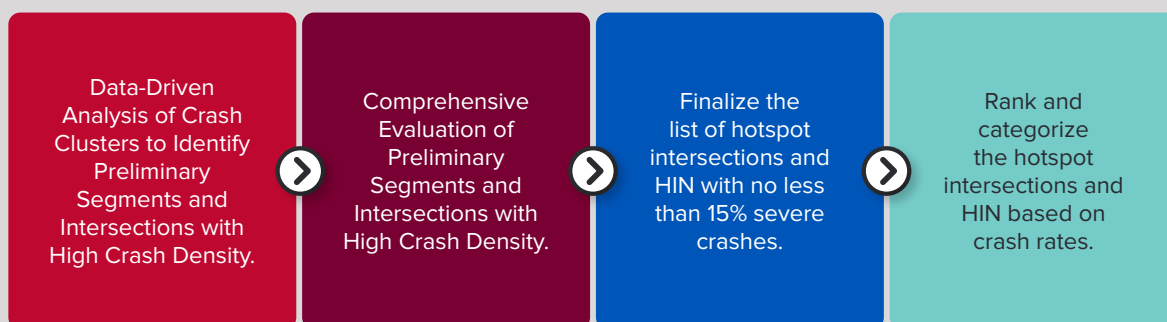 Data-Driven
Analysis of Crash
Clusters to Identify
Preliminary
Segments and
Intersections with
High Crash Density.
Comprehensive
Evaluation of
Preliminary
Segments and
Intersections with
High Crash Density.
Finalize the
list of hotspot
intersections and
HIN with no less
than 15% severe
crashes.
Rank and
categorize
the hotspot
intersections and
HIN based on
crash rates.